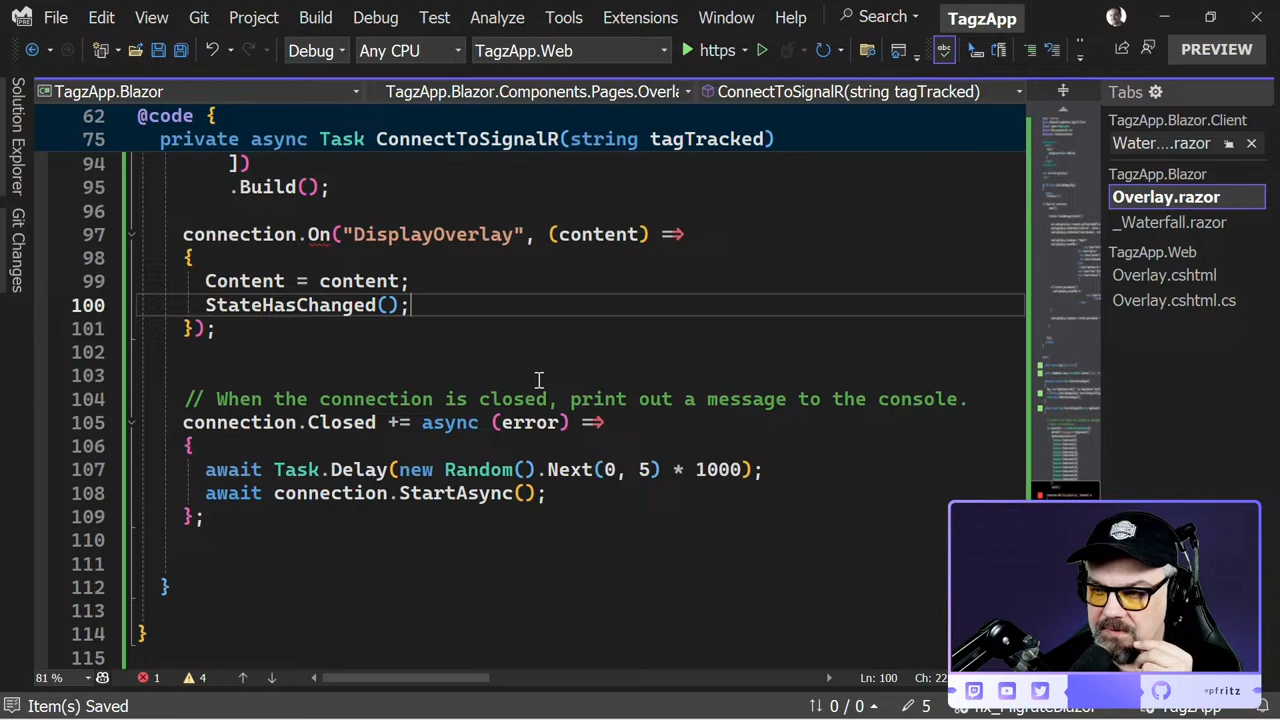 File Edit View Git Project Build Debug Test Analyze Tools Extensions Window Help Search TagzApp
Debug Any CPU TagzApp.Web https PREVIEW
TagzApp.Blazor TagzApp.Blazor.Components.Pages.Overla ConnectToSignalR(string tagTracked) Tabs
Solution Explorer
Git Changes
62 @code {
75 private async Task ConnectToSignalR(string tagTracked)
94 ])
95 .Build();
96
97 connection.On("DisplayOverlay", (content) =>
98 {
99 Content = content;
100 StateHasChanged();
101 });
102
103
104 // When the connection is closed, print out a message to the console.
105 connection.Closed += async (error) =>
106 {
107 await Task.Delay(new Random().Next(0, 5) * 1000);
108 await connection.StartAsync();
109 };
110
111
112 }
113
114 }
115
TagzApp.Blazor.Client
Water....razor
TagzApp.Blazor
Overlay.razor
_Waterfall.razor
TagzApp.Web
Overlay.cshtml
Overlay.cshtml.cs
81 % 1 4 Ln: 100 Ch: 22
Item(s) Saved 0 / 0 5 TagzApp